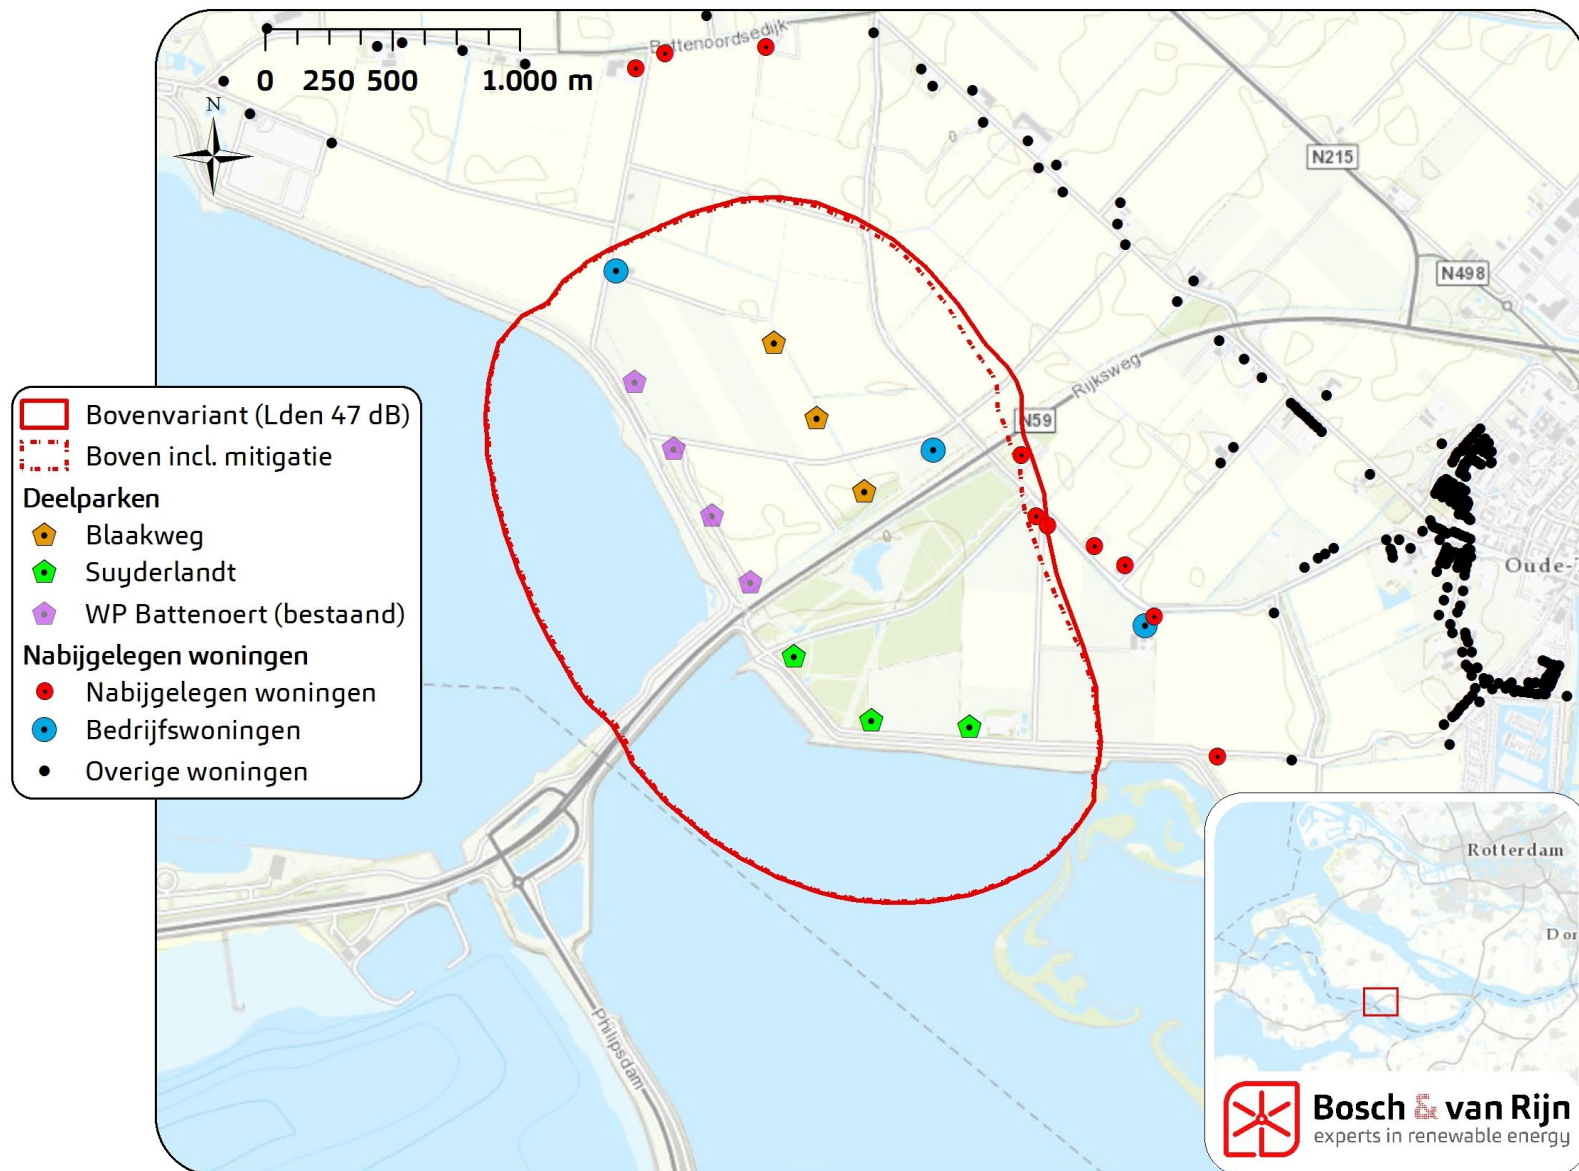 Battenoordsedijk
0 250 500 1.000 m
N
0
N215
N498
Rijksweg
N59
Bovenvariant (Lden 47 dB)
Boven incl. mitigatie
Deelparken
Blaakweg
Suyderlandt
WP Battenoert (bestaand)
Nabijgelegen woningen
Nabijgelegen woningen
Bedrijfswoningen
Overige woningen
0
Oude-
Philipsdam
Rotterdam
Dor
Bosch & van Rijn
experts in renewable energy